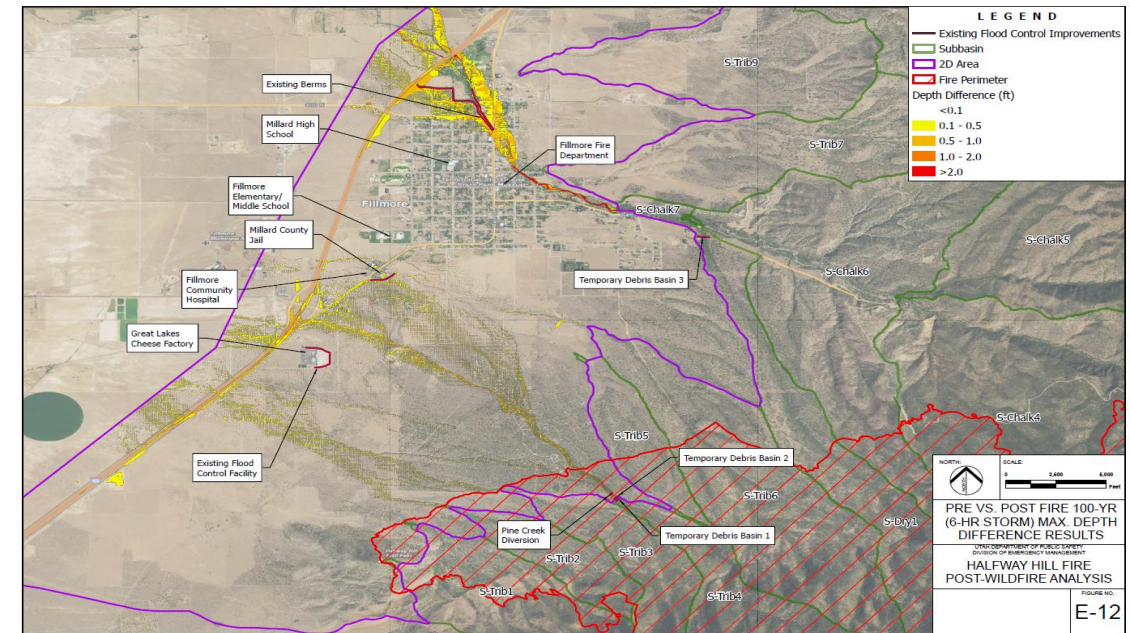 LEGEND
Existing Flood Control Improvements
Subbasin
2D Area
Fire Perimeter
Depth Difference (ft)
<0.1
0.1 - 0.5
0.5 - 1.0
1.0 - 2.0
>2.0
S-Trib9
Existing Berms
Millard High
School
Fillmore Fire
Department
S-Trib7
Fillmore
Elementary/
Middle School
Fillmore
S-Chalk7
Millard County
Jail
S-Chalk5
Fillmore
Community
Hospital
Temporary Debris Basin 3
S-Chalk6
Great Lakes
Cheese Factory
S-Chalk4
S-Trib5
Existing Flood
Control Facility
Temporary Debris Basin 2
S-Trib6
S-Dry1
Pine Creek
Diversion
Temporary Debris Basin 1
S-Trib2
S-Trib3
S-Trib1
S-Trib4
NORTH:
SCALE:
0 2,500 5,000
Feet
PRE VS. POST FIRE 100-YR
(6-HR STORM) MAX. DEPTH
DIFFERENCE RESULTS
UTAH DEPARTMENT OF PUBLIC SAFETY
DIVISION OF EMERGENCY MANAGEMENT
HALFWAY HILL FIRE
POST-WILDFIRE ANALYSIS
FIGURE NO.
E-12